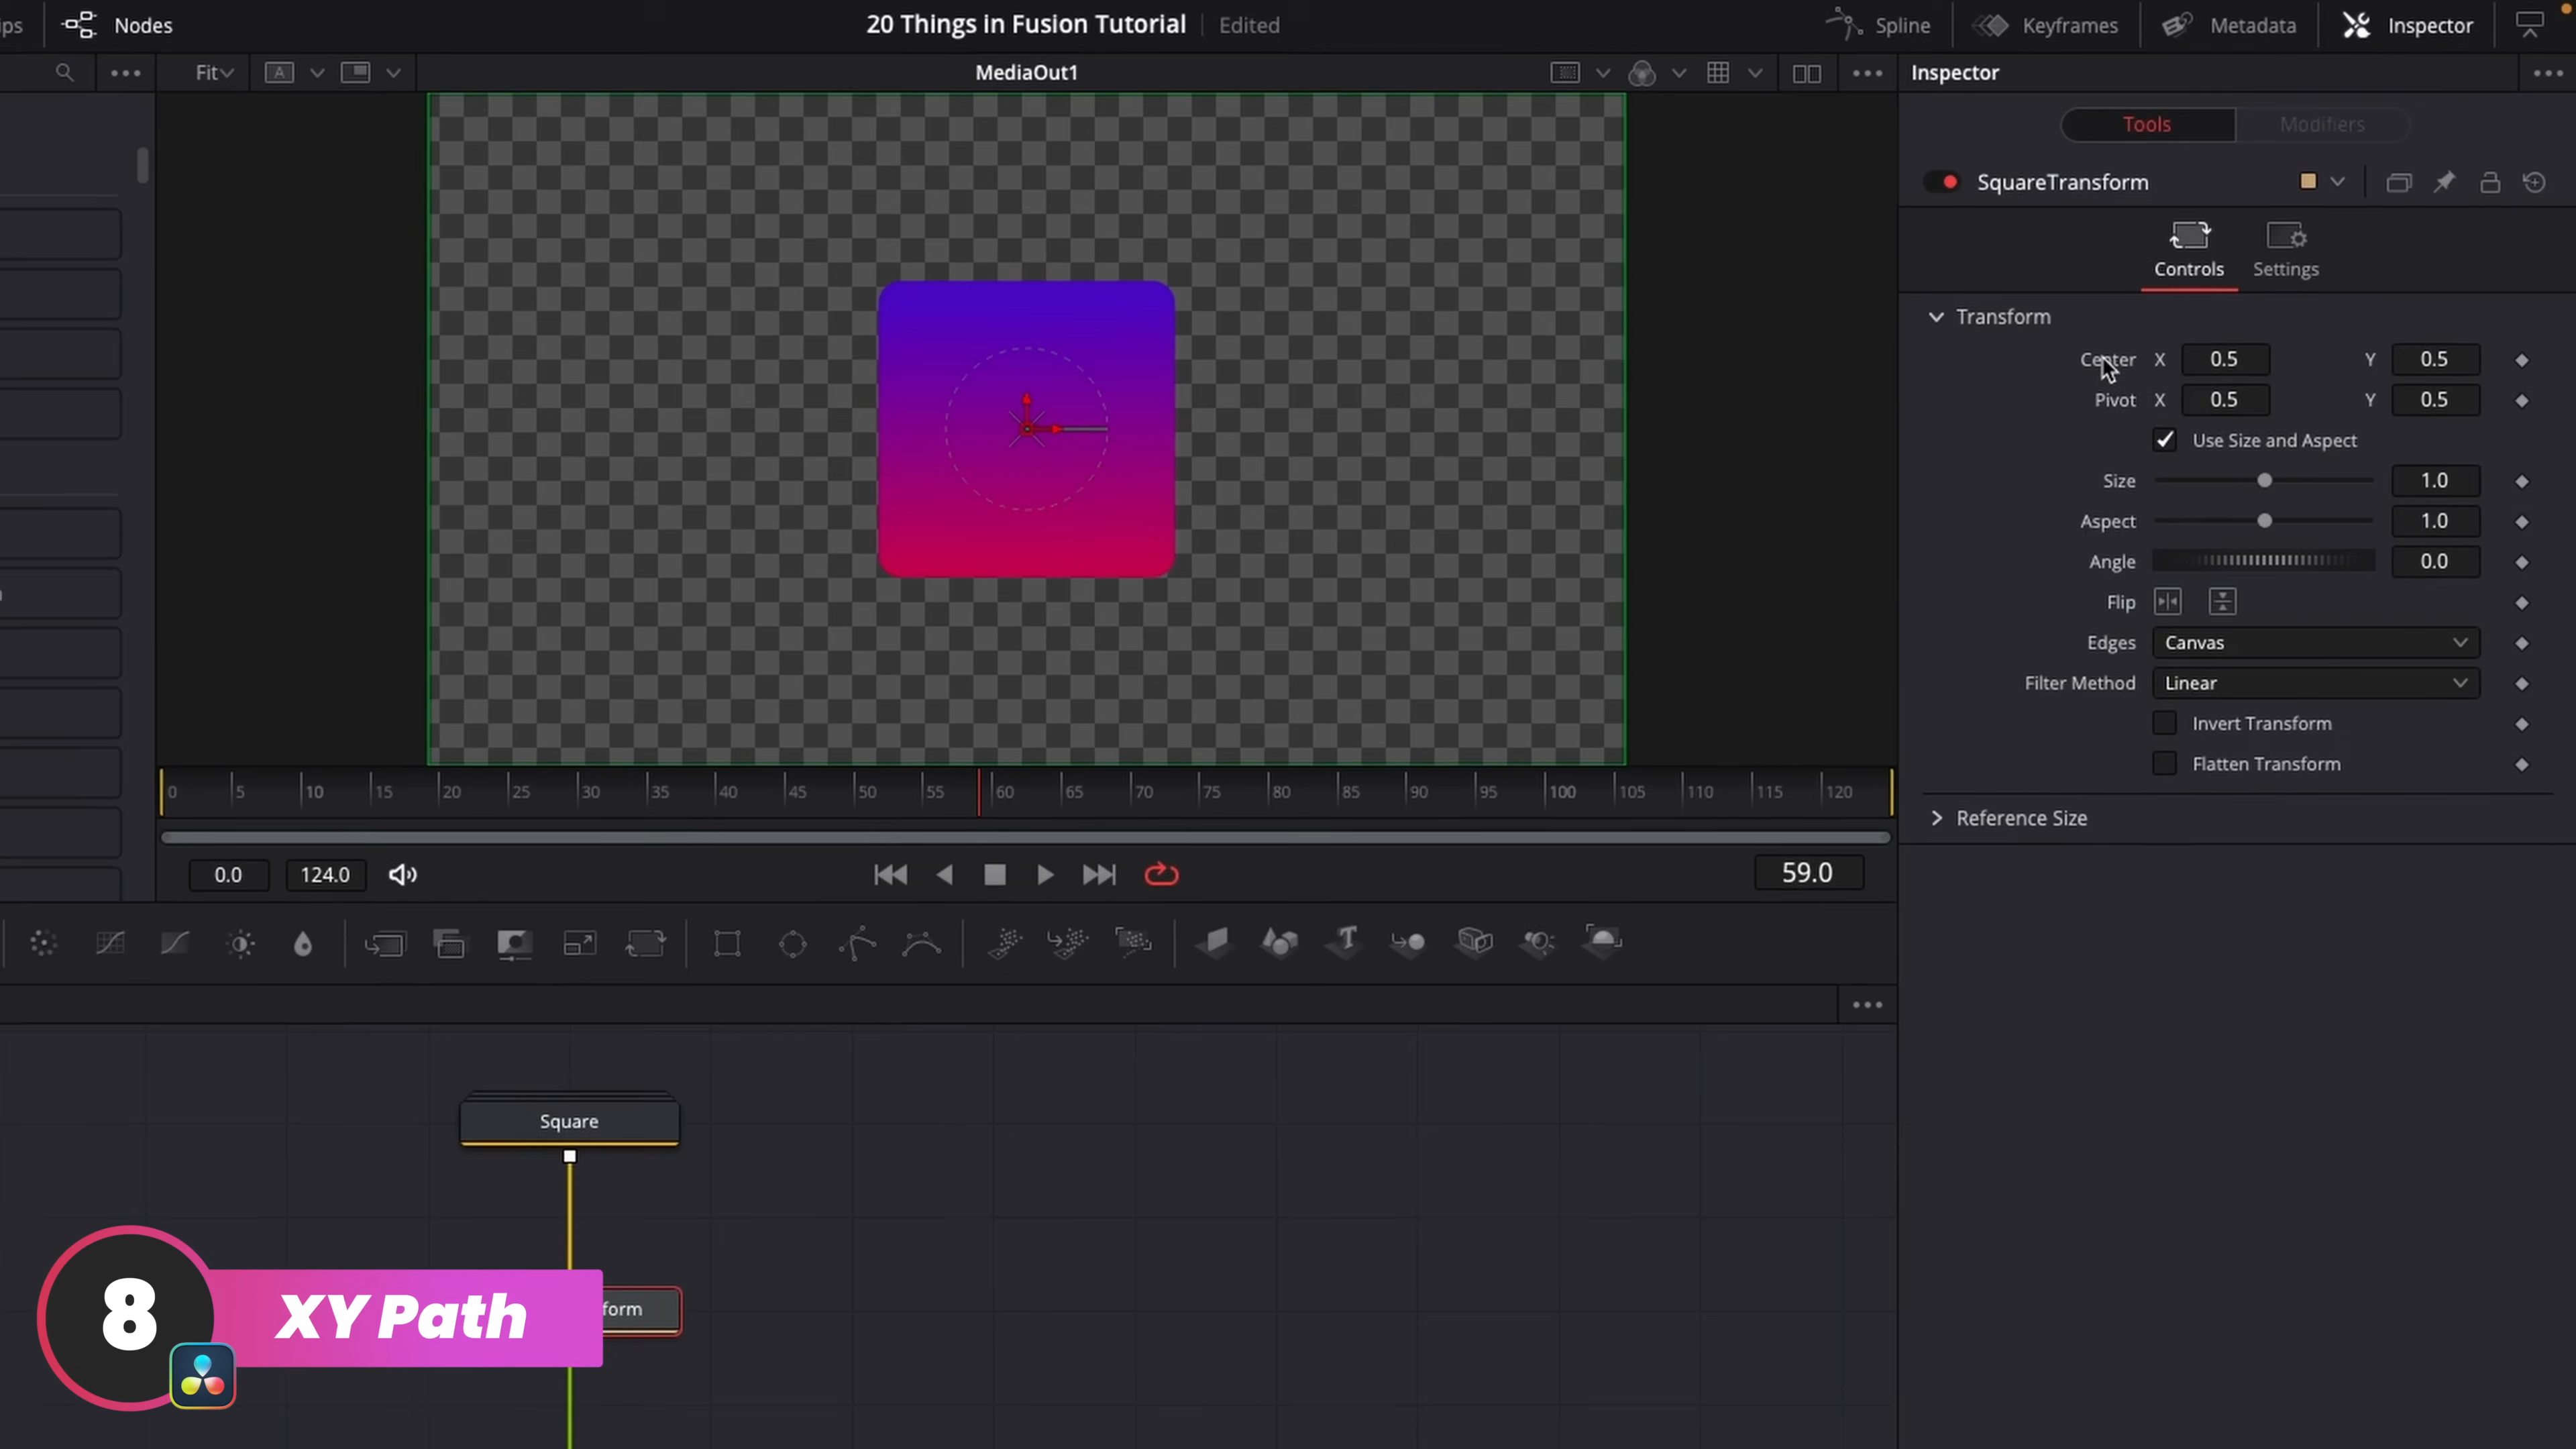 ips
Nodes
20 Things in Fusion Tutorial
Edited
Spline
Keyframes
Metadata
Inspector
Fit
A
MediaOut1
Inspector
Tools
Modifiers
SquareTransform
Controls
Settings
Transform
Center X 0.5 Y 0.5
Pivot X 0.5 Y 0.5
Use Size and Aspect
Size 1.0
Aspect 1.0
Angle 0.0
Flip
Edges Canvas
Filter Method Linear
Invert Transform
Flatten Transform
Reference Size
0 5 10 15 20 25 30 35 40 45 50 55 60 65 70 75 80 85 90 95 100 105 110 115 120
0.0 124.0 59.0
T
Square
form
8 XY Path